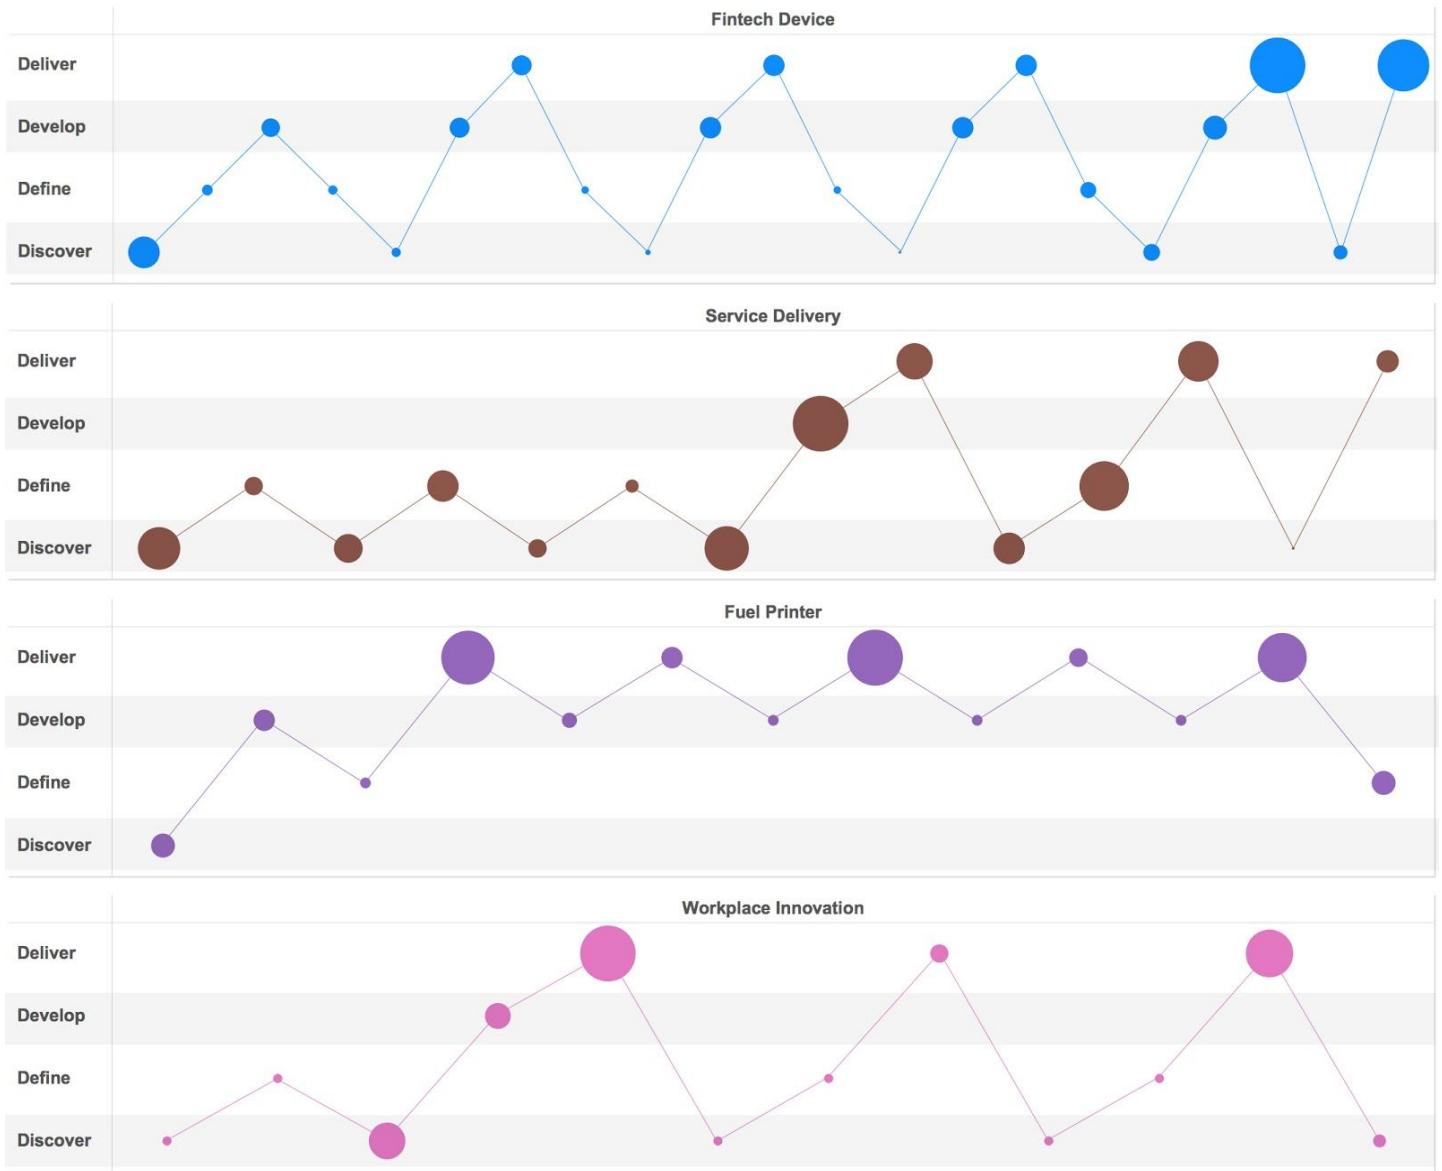 Fintech Device
Deliver
Develop
Define
Discover
Service Delivery
Deliver
Develop
Define
Discover
Fuel Printer
Deliver
Develop
Define
Discover
Workplace Innovation
Deliver
Develop
Define
Discover